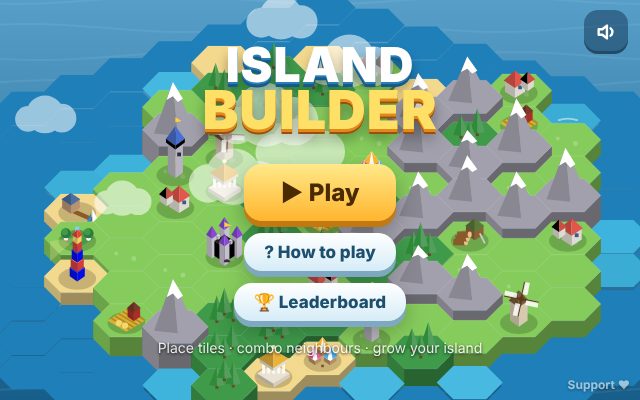 ISLAND
BUILDER
▶ Play
? How to play
🏆 Leaderboard
Place tiles · combo neighbours · grow your island
Support ♥